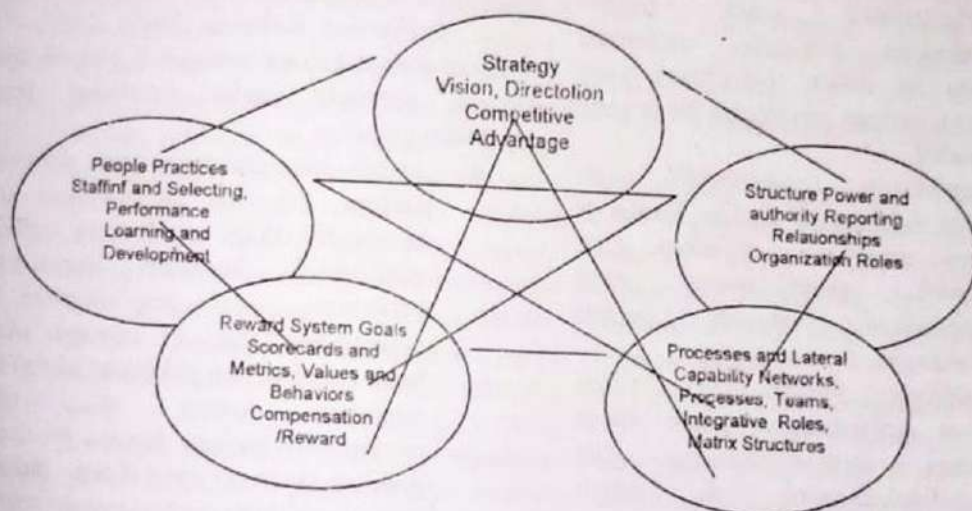 Strategy
Vision, Directotion
Competitive
Advantage
People Practices
Staffinf and Selecting,
Performance
Learning and
Development
Structure Power and
authority Reporting
Relauonships
Organization Roles
Reward System Goals
Scorecards and
Metrics, Values and
Behaviors
Compensation
/Reward
Processes and Lateral
Capability Networks,
Processes, Teams,
Integrative Roles,
Matrix Structures